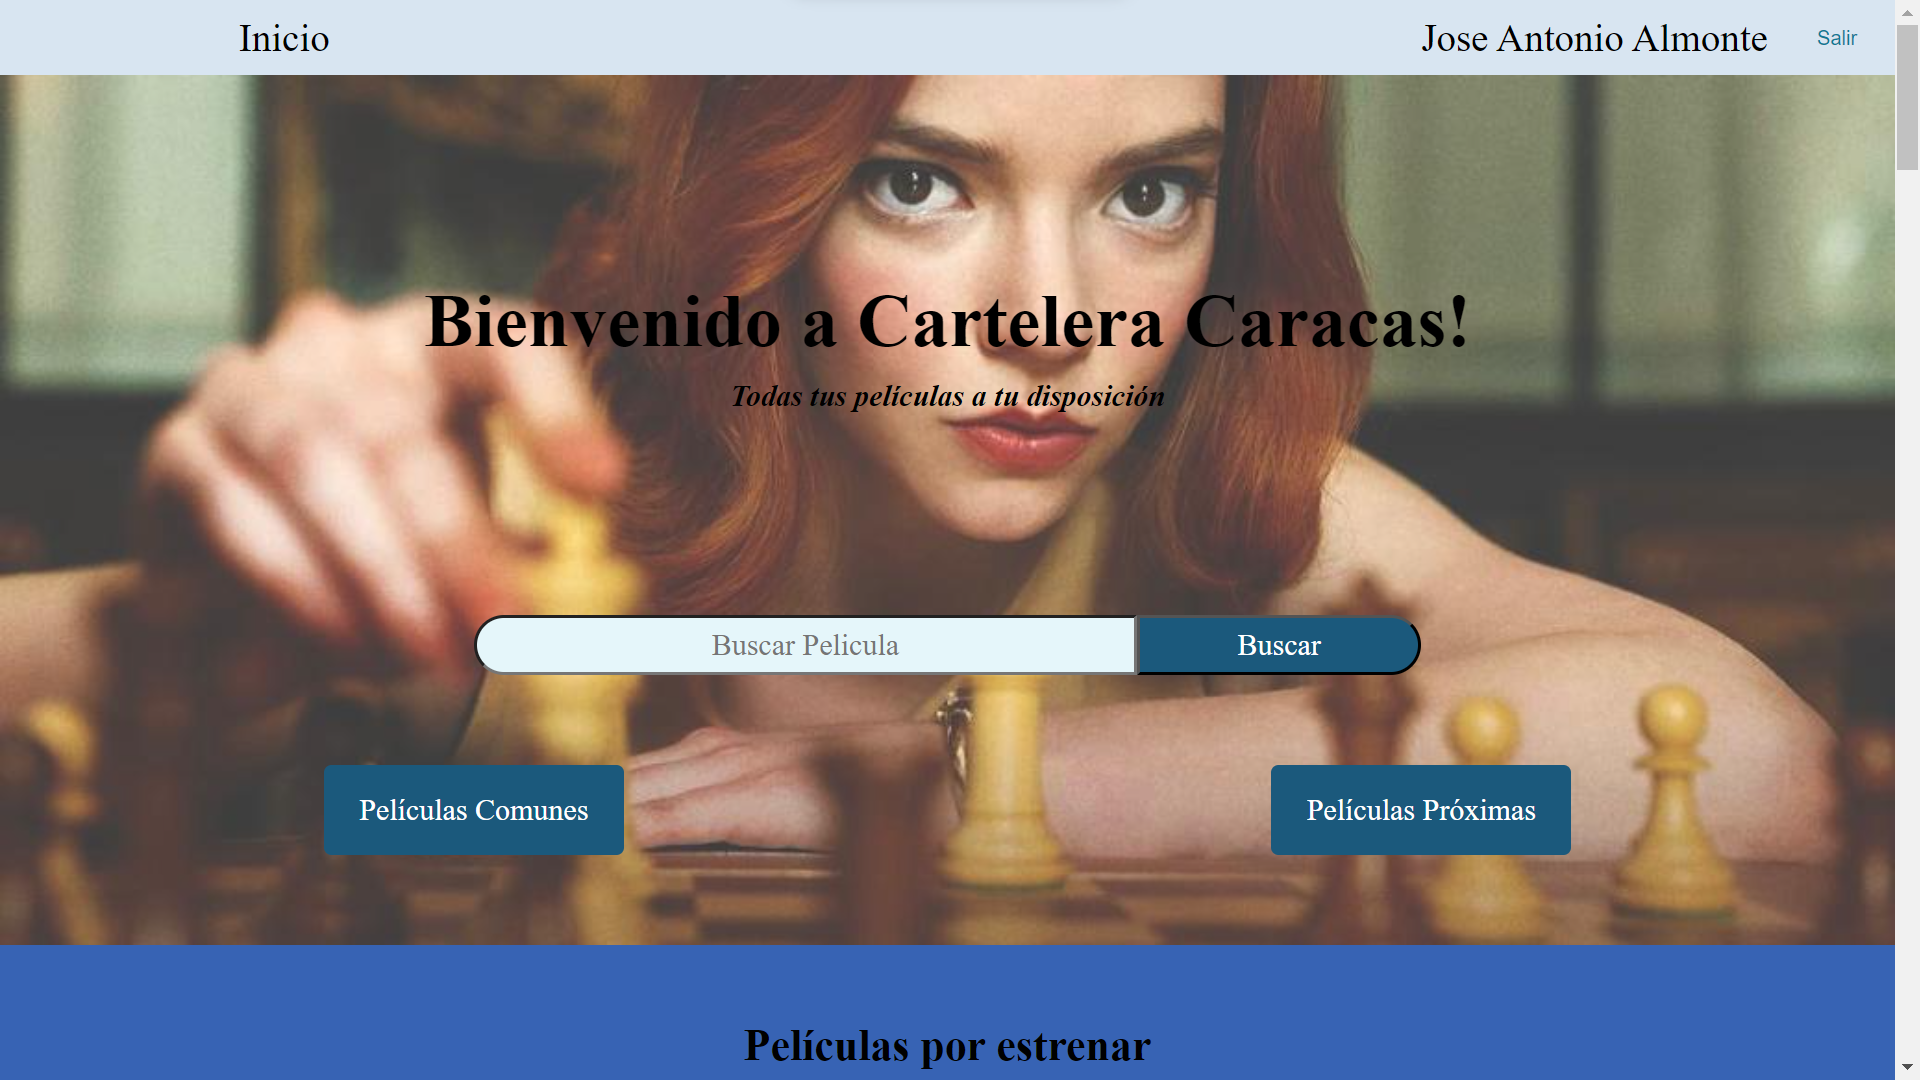 Inicio
Jose Antonio Almonte
Salir
Bienvenido a Cartelera Caracas!
Todas tus películas a tu disposición
Buscar Pelicula
Buscar
Películas Comunes
Películas Próximas
Películas por estrenar